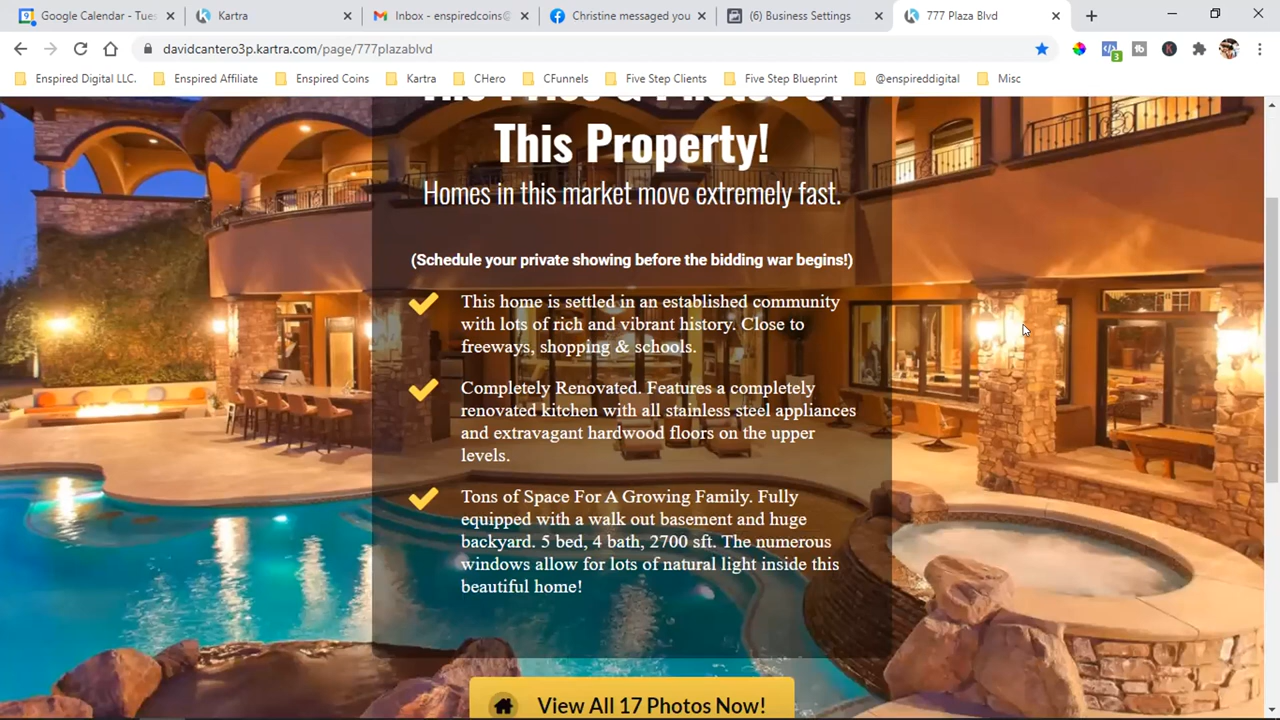 Google Calendar - Tues
Kartra
Inbox - enspiredcoins@
Christine messaged you
(6) Business Settings
777 Plaza Blvd
davidcantero3p.kartra.com/page/777plazablvd
3
Enspired Digital LLC.
Enspired Affiliate
Enspired Coins
Kartra
CHero
CFunnels
Five Step Clients
Five Step Blueprint
@enspireddigital
Misc
The Price & Photos Of
This Property!
Homes in this market move extremely fast.
(Schedule your private showing before the bidding war begins!)
This home is settled in an established community
with lots of rich and vibrant history. Close to
freeways, shopping & schools.
Completely Renovated. Features a completely
renovated kitchen with all stainless steel appliances
and extravagant hardwood floors on the upper
levels.
Tons of Space For A Growing Family. Fully
equipped with a walk out basement and huge
backyard. 5 bed, 4 bath, 2700 sft. The numerous
windows allow for lots of natural light inside this
beautiful home!
View All 17 Photos Now!